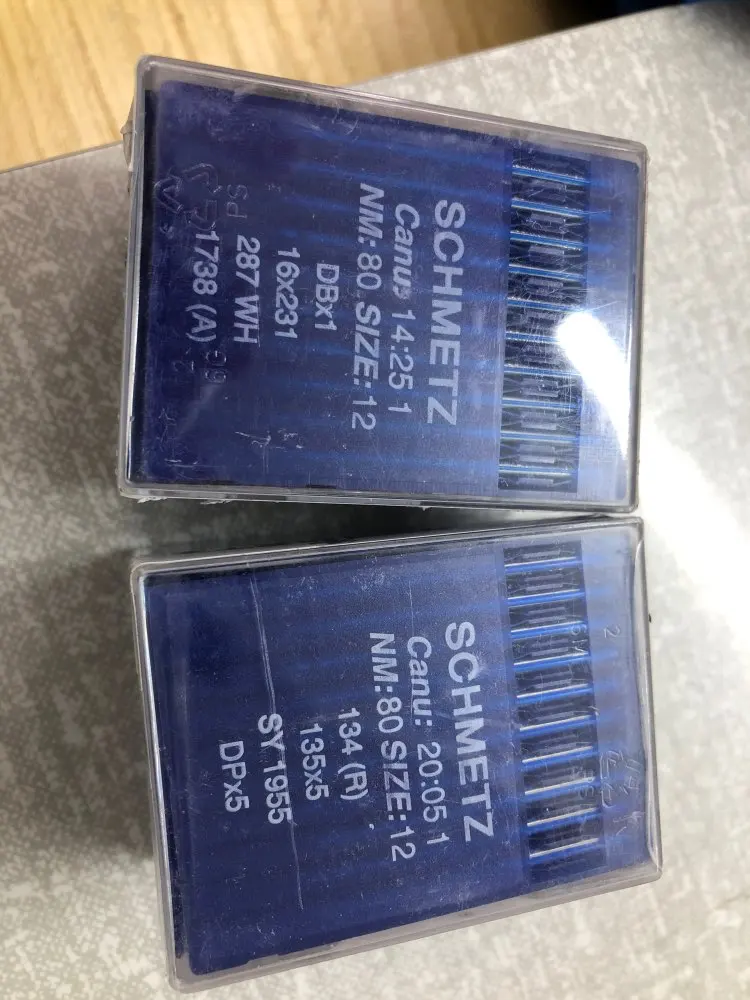 SCHMETZ
Canu: 14:25 1
NM: 80 SIZE:12
DBx1
16x231
287 WH
1738 (A)
SCHMETZ
Canu: 20:05 1
NM:80 SIZE:12
134 (R)
135x5
SY 1955
DPx5